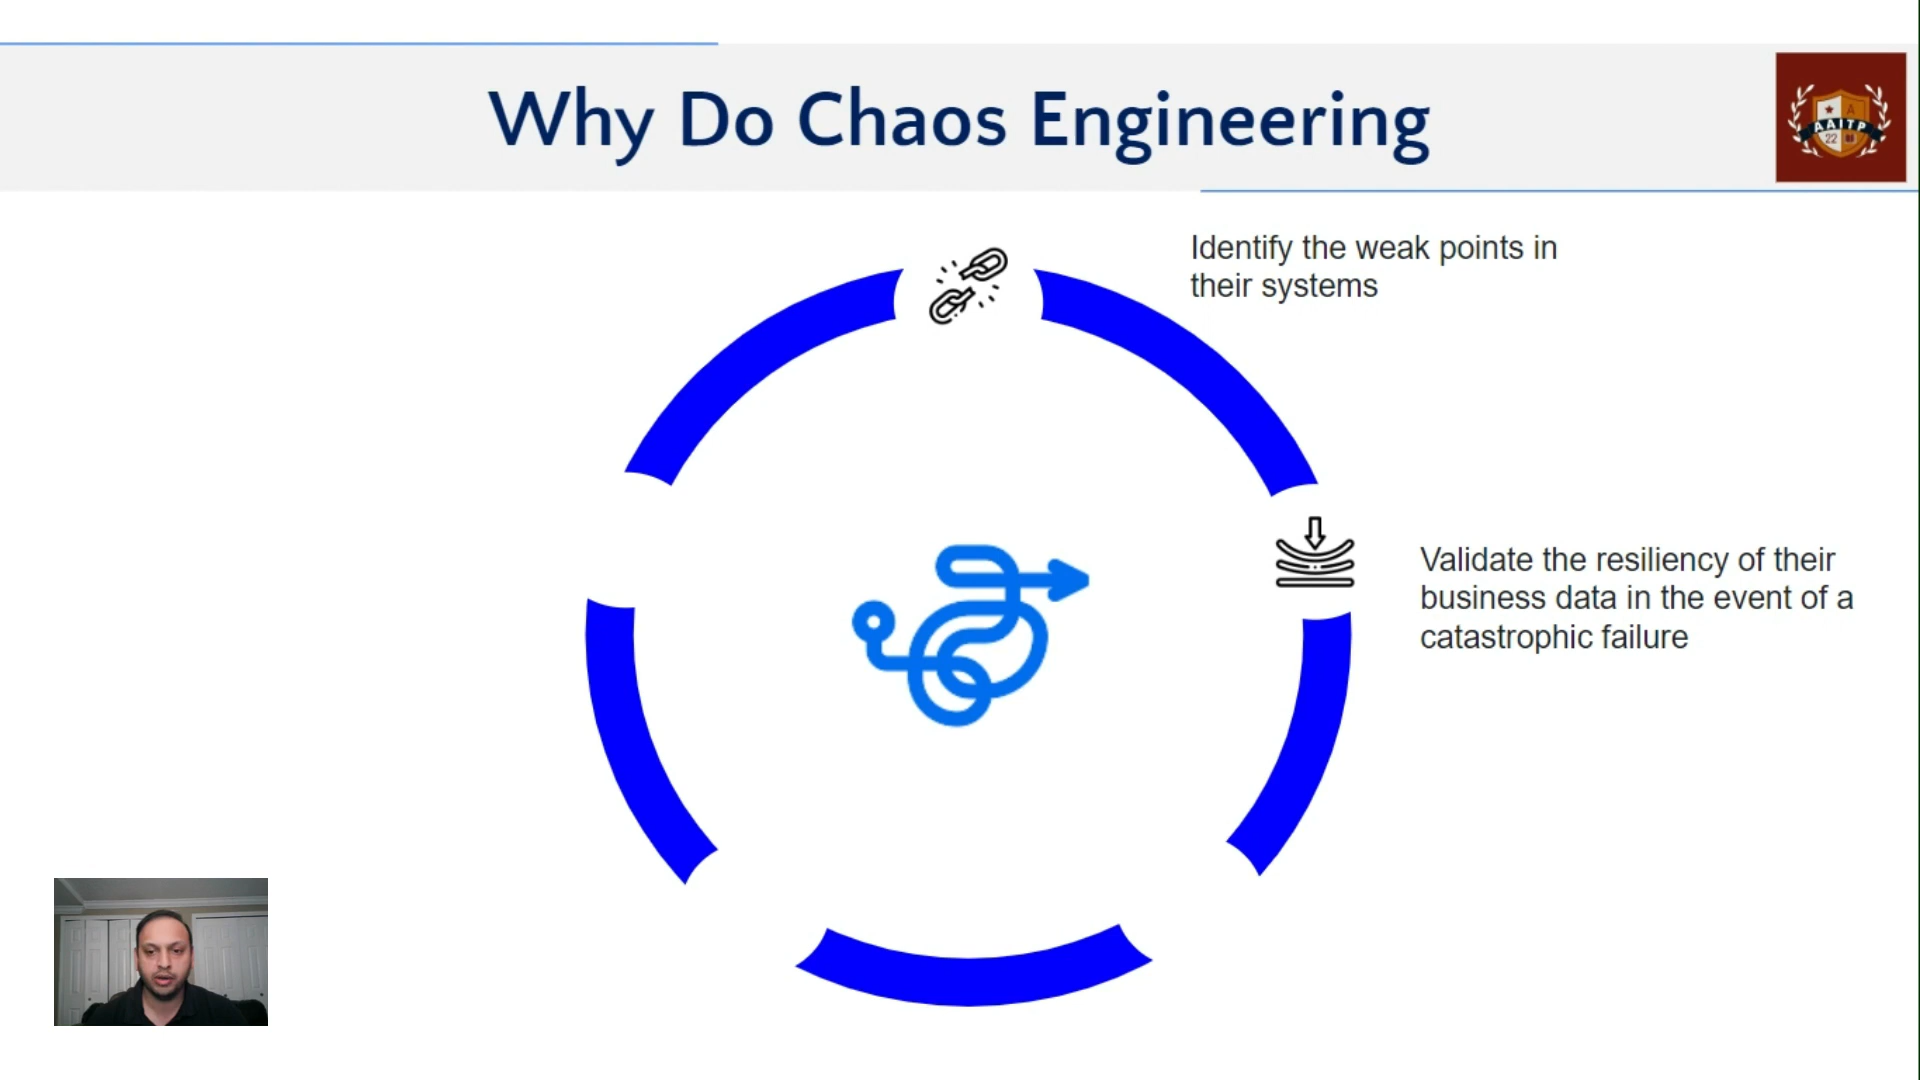 Why Do Chaos Engineering
AAITP
A
22
Identify the weak points in
their systems
Validate the resiliency of their
business data in the event of a
catastrophic failure